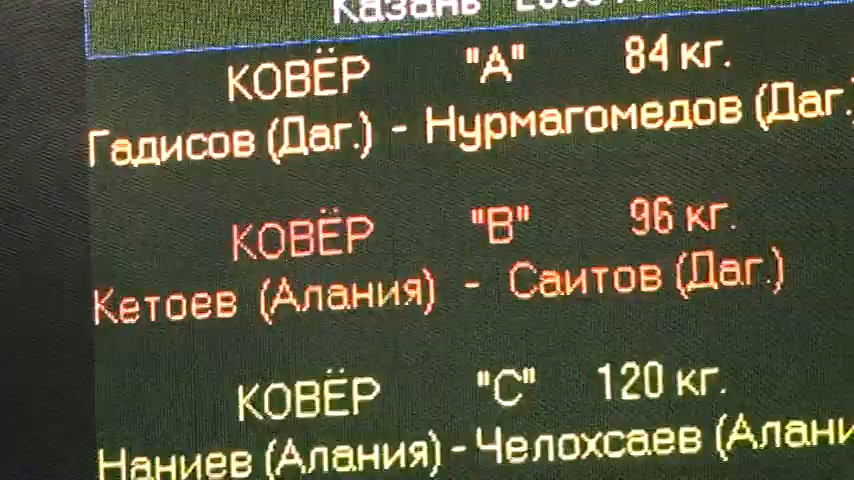 Казань
КОВЁР "А" 84 кг.
Гадисов (Даг.) - Нурмагомедов (Даг.
КОВЁР "В" 96 кг.
Кетоев (Алания) - Саитов (Даг.)
КОВЁР "С" 120 кг.
Наниев (Алания) - Челохсаев (Алани